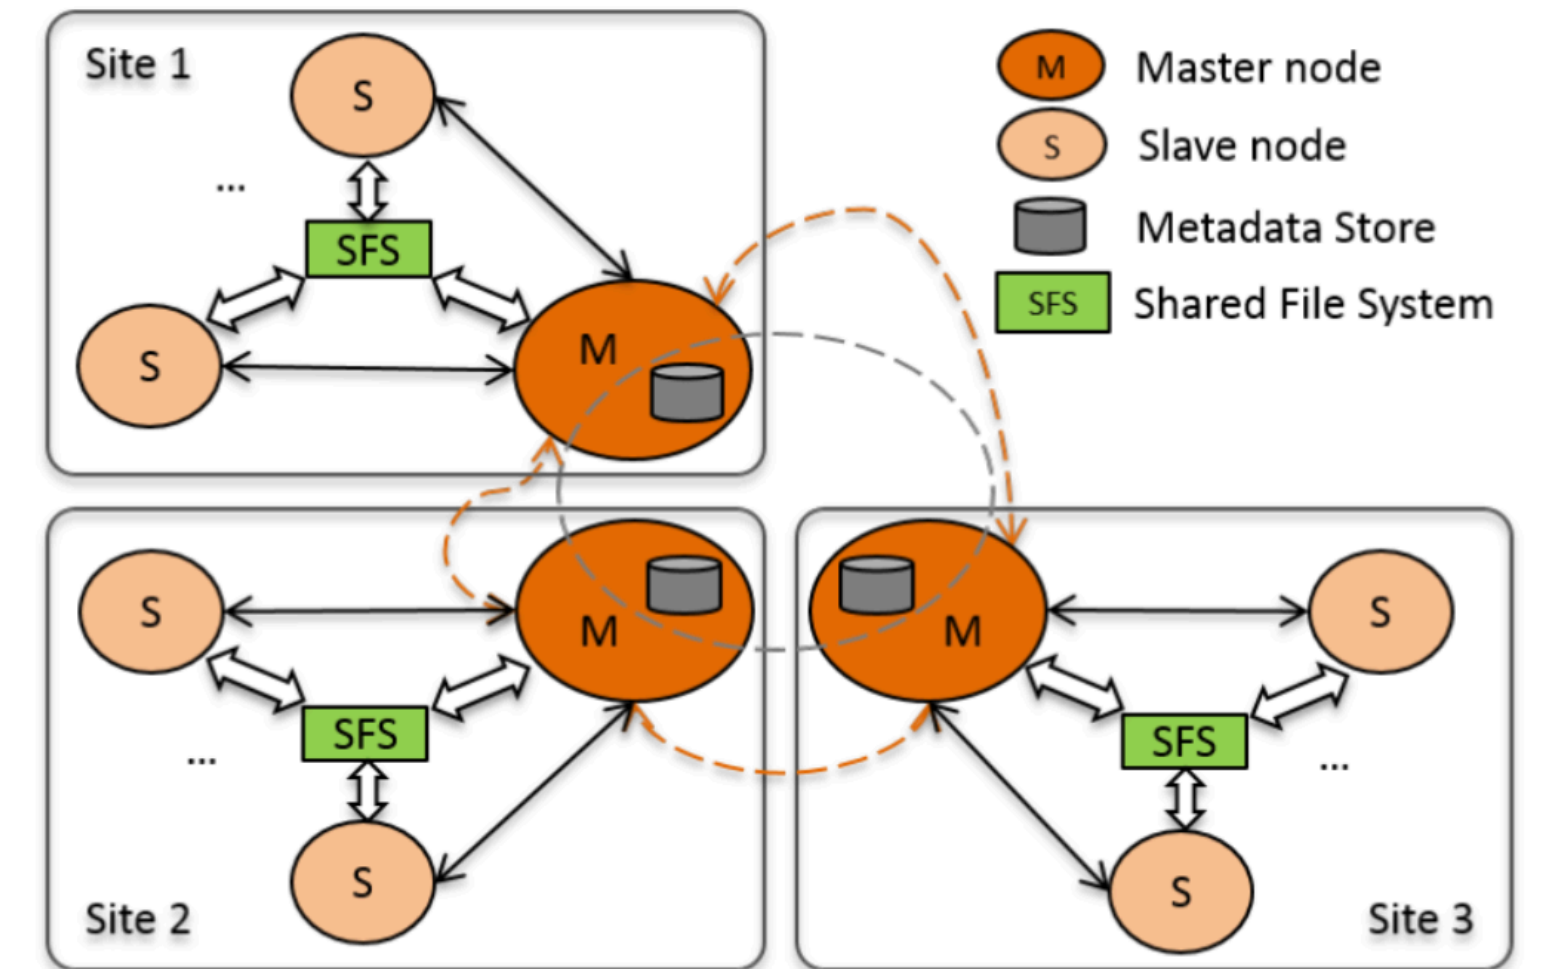 Site 1
S
...
SFS
S
M
M Master node
S Slave node
Metadata Store
SFS Shared File System
S
M
SFS
...
S
Site 2
M
S
SFS
...
S
Site 3